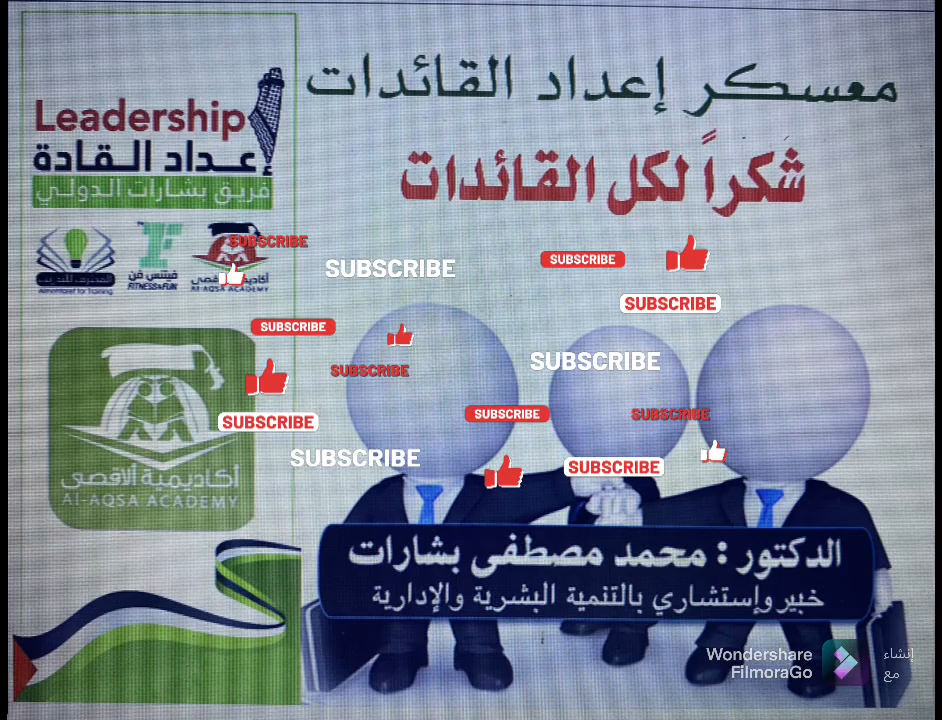 معسكر إعداد القائدات
شكراً لكل القائدات
Leadership
إعداد القادة
فريق بشارات الدولي
فيتنس فن
FITNESS&FUN
AL-AQSA ACADEMY
SUBSCRIBE
SUBSCRIBE
SUBSCRIBE
SUBSCRIBE
SUBSCRIBE
SUBSCRIBE
SUBSCRIBE
SUBSCRIBE
SUBSCRIBE
SUBSCRIBE
SUBSCRIBE
SUBSCRIBE
أكاديمية الأقصى
AL-AQSA ACADEMY
الدكتور : محمد مصطفى بشارات
خبير وإستشاري بالتنمية البشرية والإدارية
إنشاء
مع
Wondershare
FilmoraGo